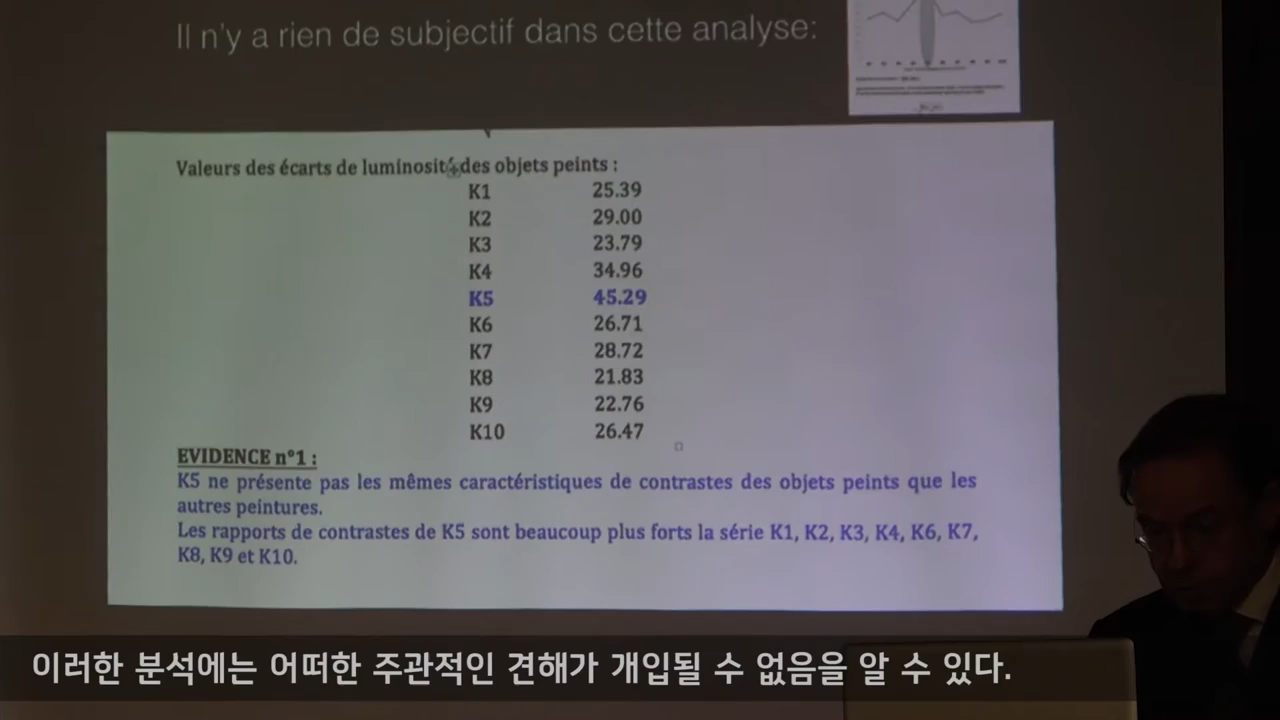 Il n'y a rien de subjectif dans cette analyse:
Valeurs des écarts de luminosité des objets peints :
K1 25.39
K2 29.00
K3 23.79
K4 34.96
K5 45.29
K6 26.71
K7 28.72
K8 21.83
K9 22.76
K10 26.47
EVIDENCE n°1 :
K5 ne présente pas les mêmes caractéristiques de contrastes des objets peints que les
autres peintures.
Les rapports de contrastes de K5 sont beaucoup plus forts la série K1, K2, K3, K4, K6, K7,
K8, K9 et K10.
이러한 분석에는 어떠한 주관적인 견해가 개입될 수 없음을 알 수 있다.